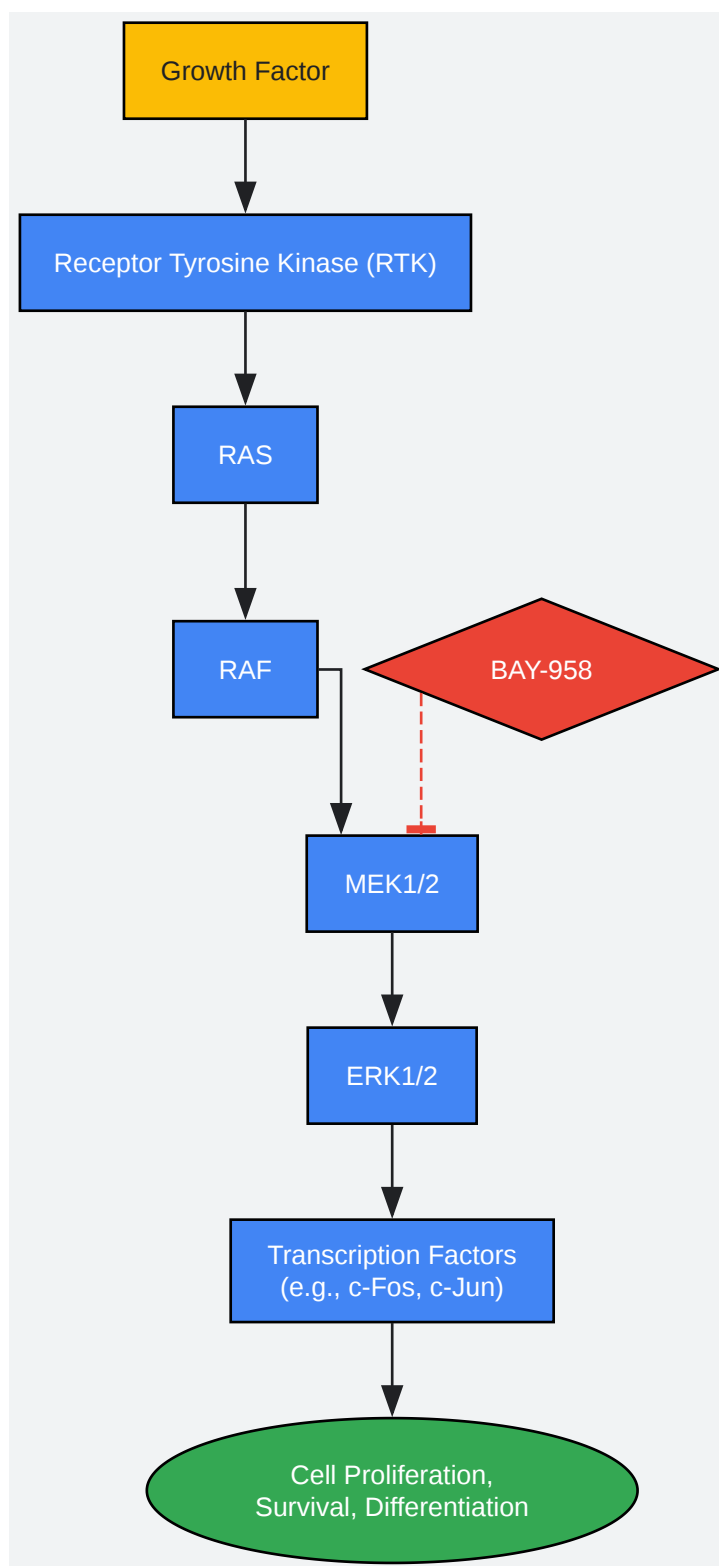 Growth Factor
Receptor Tyrosine Kinase (RTK)
RAS
RAF
BAY-958
MEK1/2
ERK1/2
Transcription Factors
(e.g., c-Fos, c-Jun)
Cell Proliferation,
Survival, Differentiation